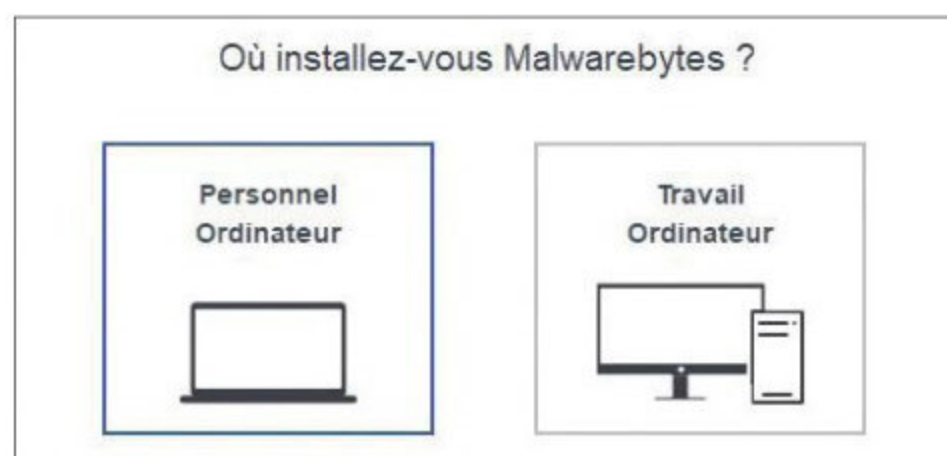 Où installez-vous Malwarebytes ?
Personnel
Ordinateur
Travail
Ordinateur